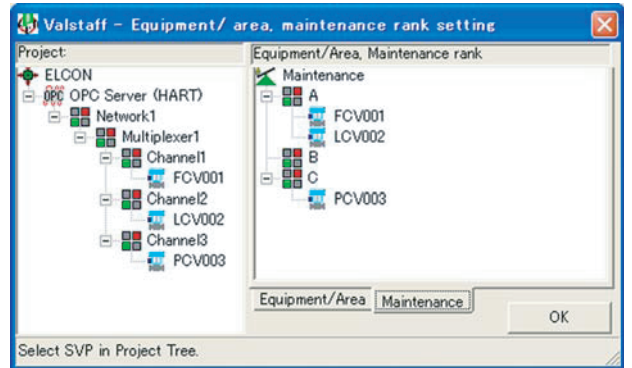 Valstaff - Equipment/ area, maintenance rank setting
Project:
ELCON
OPC OPC Server (HART)
Network1
Multiplexer1
Channel1
FCV001
Channel2
LCV002
Channel3
PCV003
Equipment/Area, Maintenance rank
Maintenance
A
FCV001
LCV002
B
C
PCV003
Equipment/Area Maintenance
OK
Select SVP in Project Tree.